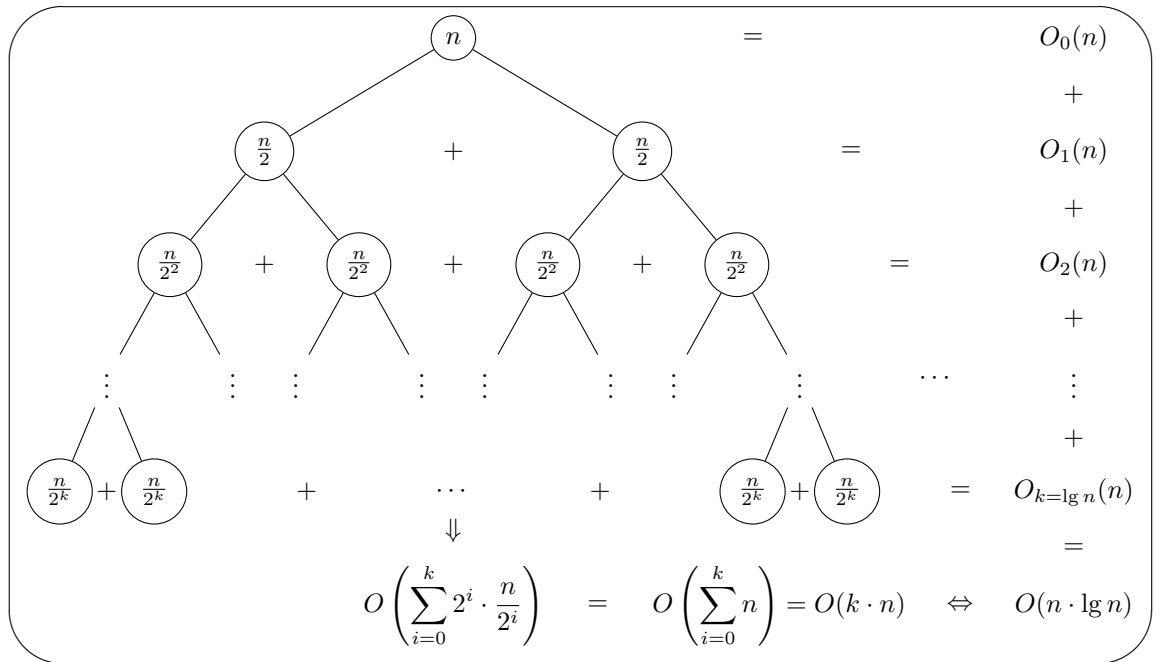 n = O_0(n)
+
n/2 + n/2 = O_1(n)
+
n/2^2 + n/2^2 + n/2^2 + n/2^2 = O_2(n)
+
⋮ ⋮ ⋮ ⋮ ⋮ ⋮ ⋮ ⋯ ⋮
+
n/2^k + n/2^k + ⋯ + n/2^k + n/2^k = O_{k=lg n}(n)
⇓ =
O(∑_{i=0}^{k} 2^i · n/2^i) = O(∑_{i=0}^{k} n) = O(k · n) ⇔ O(n · lg n)